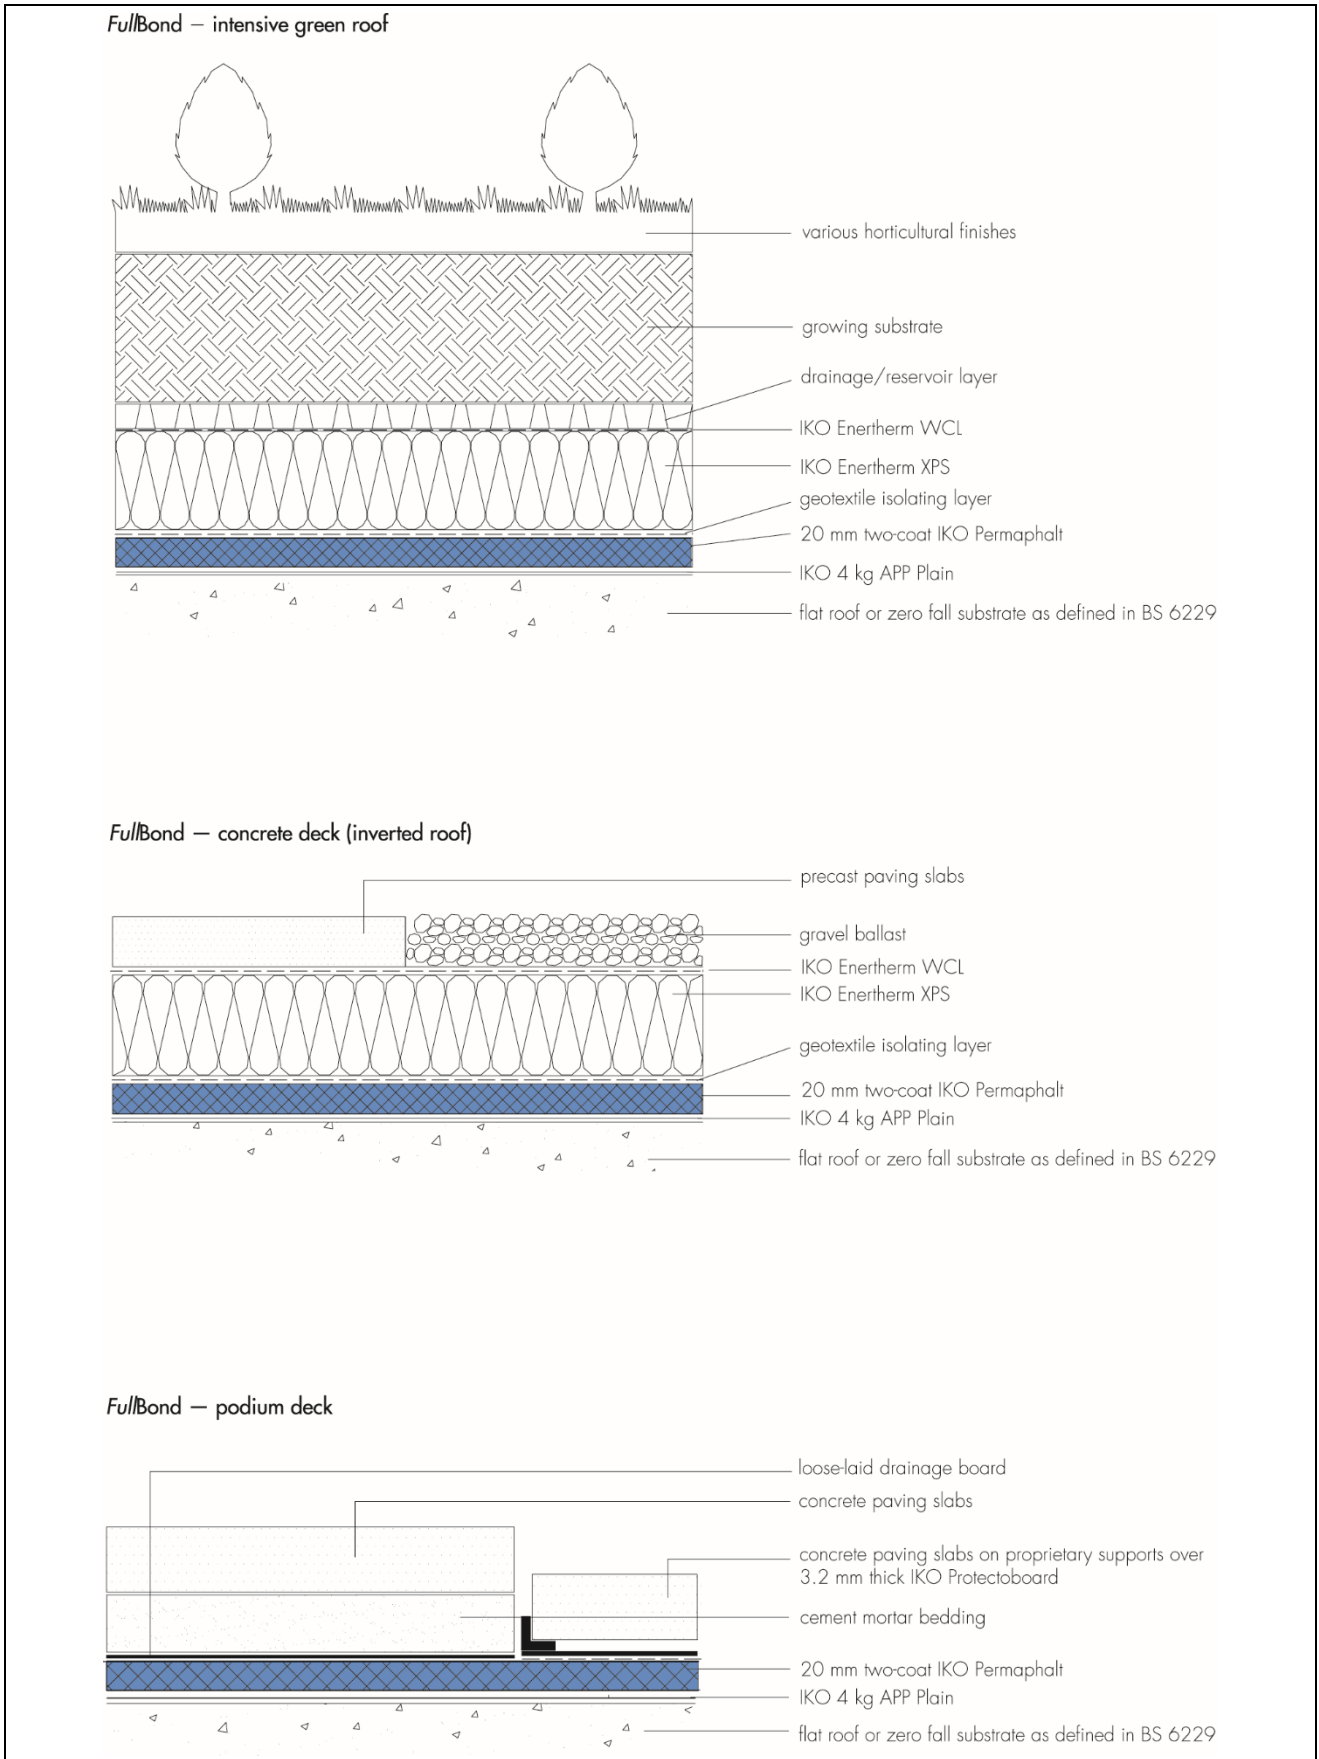 FullBond – intensive green roof
various horticultural finishes
growing substrate
drainage/reservoir layer
IKO Enertherm WCL
IKO Enertherm XPS
geotextile isolating layer
20 mm two-coat IKO Permaphalt
IKO 4 kg APP Plain
flat roof or zero fall substrate as defined in BS 6229
FullBond — concrete deck (inverted roof)
precast paving slabs
gravel ballast
IKO Enertherm WCL
IKO Enertherm XPS
geotextile isolating layer
20 mm two-coat IKO Permaphalt
IKO 4 kg APP Plain
flat roof or zero fall substrate as defined in BS 6229
FullBond — podium deck
loose-laid drainage board
concrete paving slabs
concrete paving slabs on proprietary supports over
3.2 mm thick IKO Protectoboard
cement mortar bedding
20 mm two-coat IKO Permaphalt
IKO 4 kg APP Plain
flat roof or zero fall substrate as defined in BS 6229